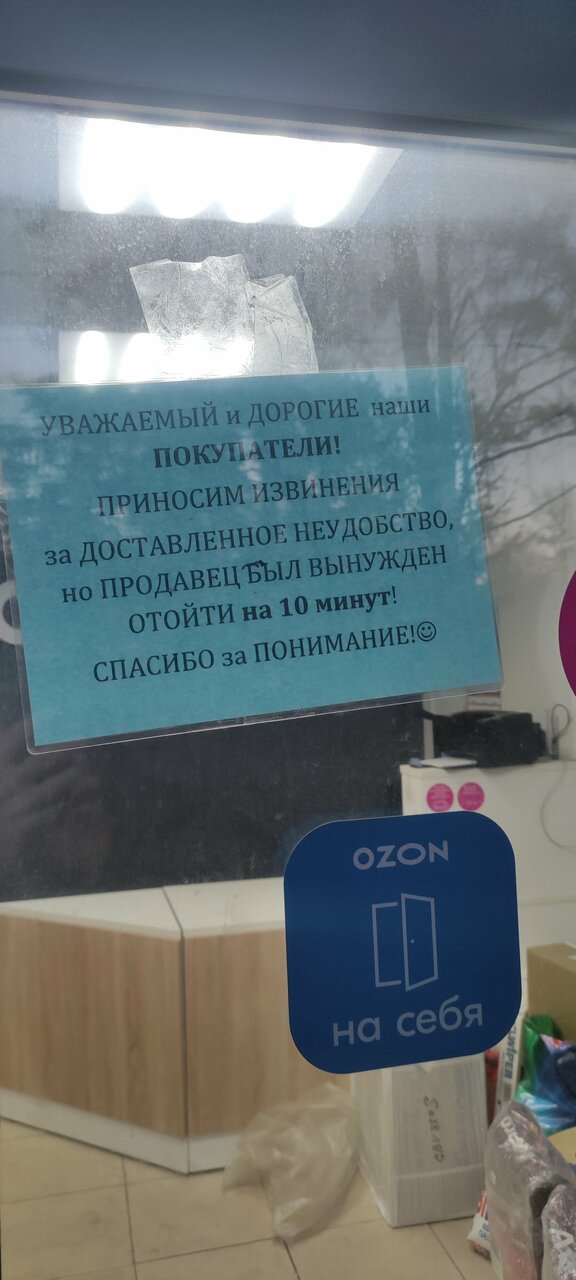 УВАЖАЕМЫЙ и ДОРОГИЕ наши
ПОКУПАТЕЛИ!
ПРИНОСИМ ИЗВИНЕНИЯ
за ДОСТАВЛЕННОЕ НЕУДОБСТВО,
но ПРОДАВЕЦ БЫЛ ВЫНУЖДЕН
ОТОЙТИ на 10 минут!
СПАСИБО за ПОНИМАНИЕ!☺
OZON
на себя